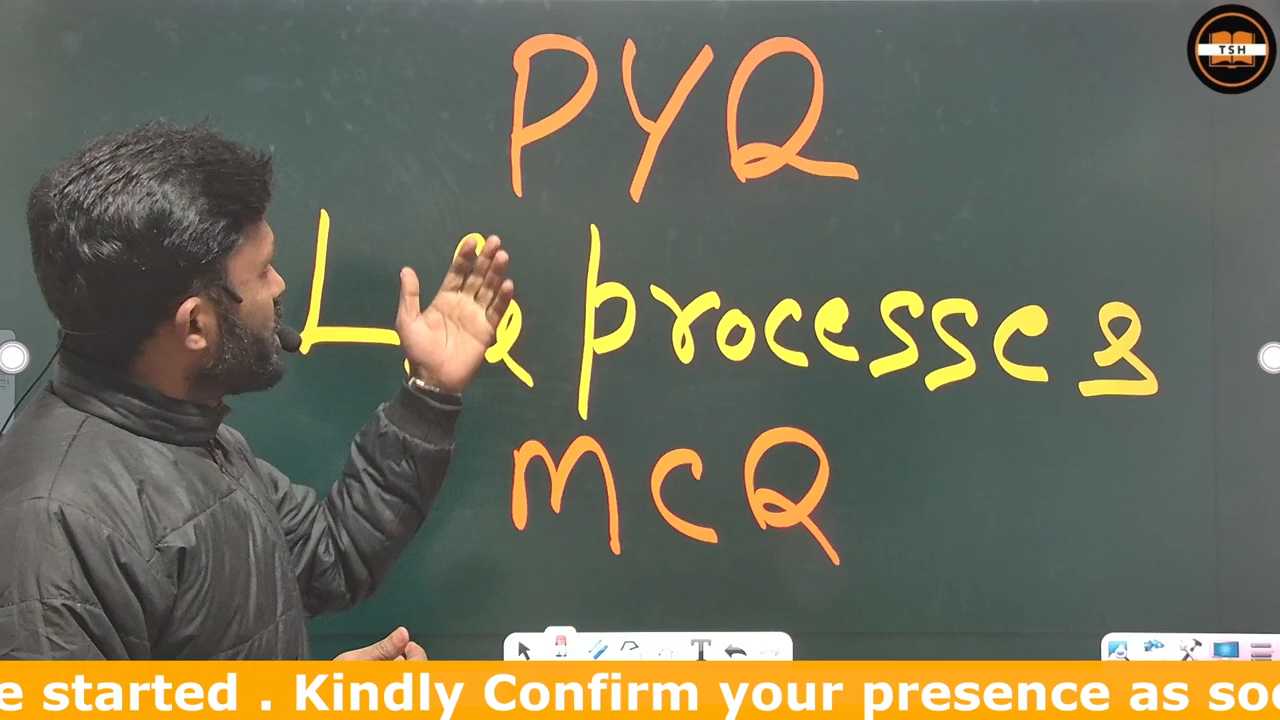 TSH
PYQ
processes
MCQ
e started . Kindly Confirm your presence as soo